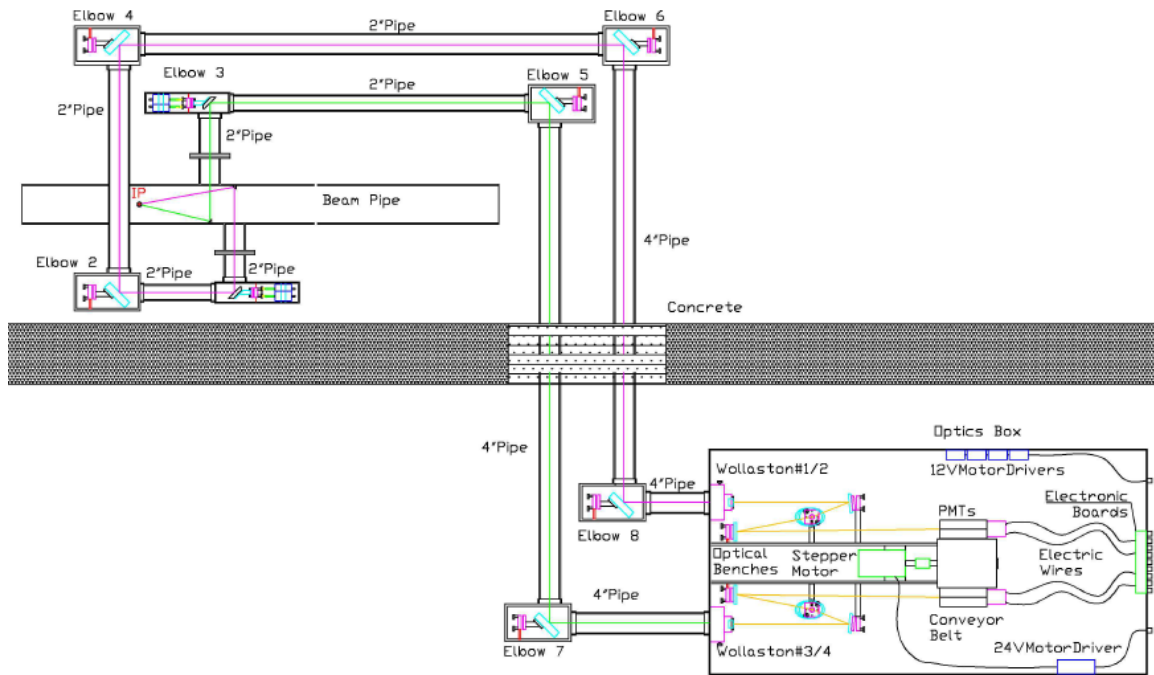 Elbow 4
2"Pipe
Elbow 6
Elbow 3
2"Pipe
Elbow 5
2"Pipe
2"Pipe
IP
Beam Pipe
4"Pipe
Elbow 2
2"Pipe
2"Pipe
Concrete
Optics Box
4"Pipe
Wollaston#1/2
12VMotorDrivers
4"Pipe
Electronic
Boards
PMTs
Elbow 8
Optical
Benches
Stepper
Motor
Electric
Wires
4"Pipe
Conveyor
Belt
Elbow 7
Wollaston#3/4
24VMotorDriver